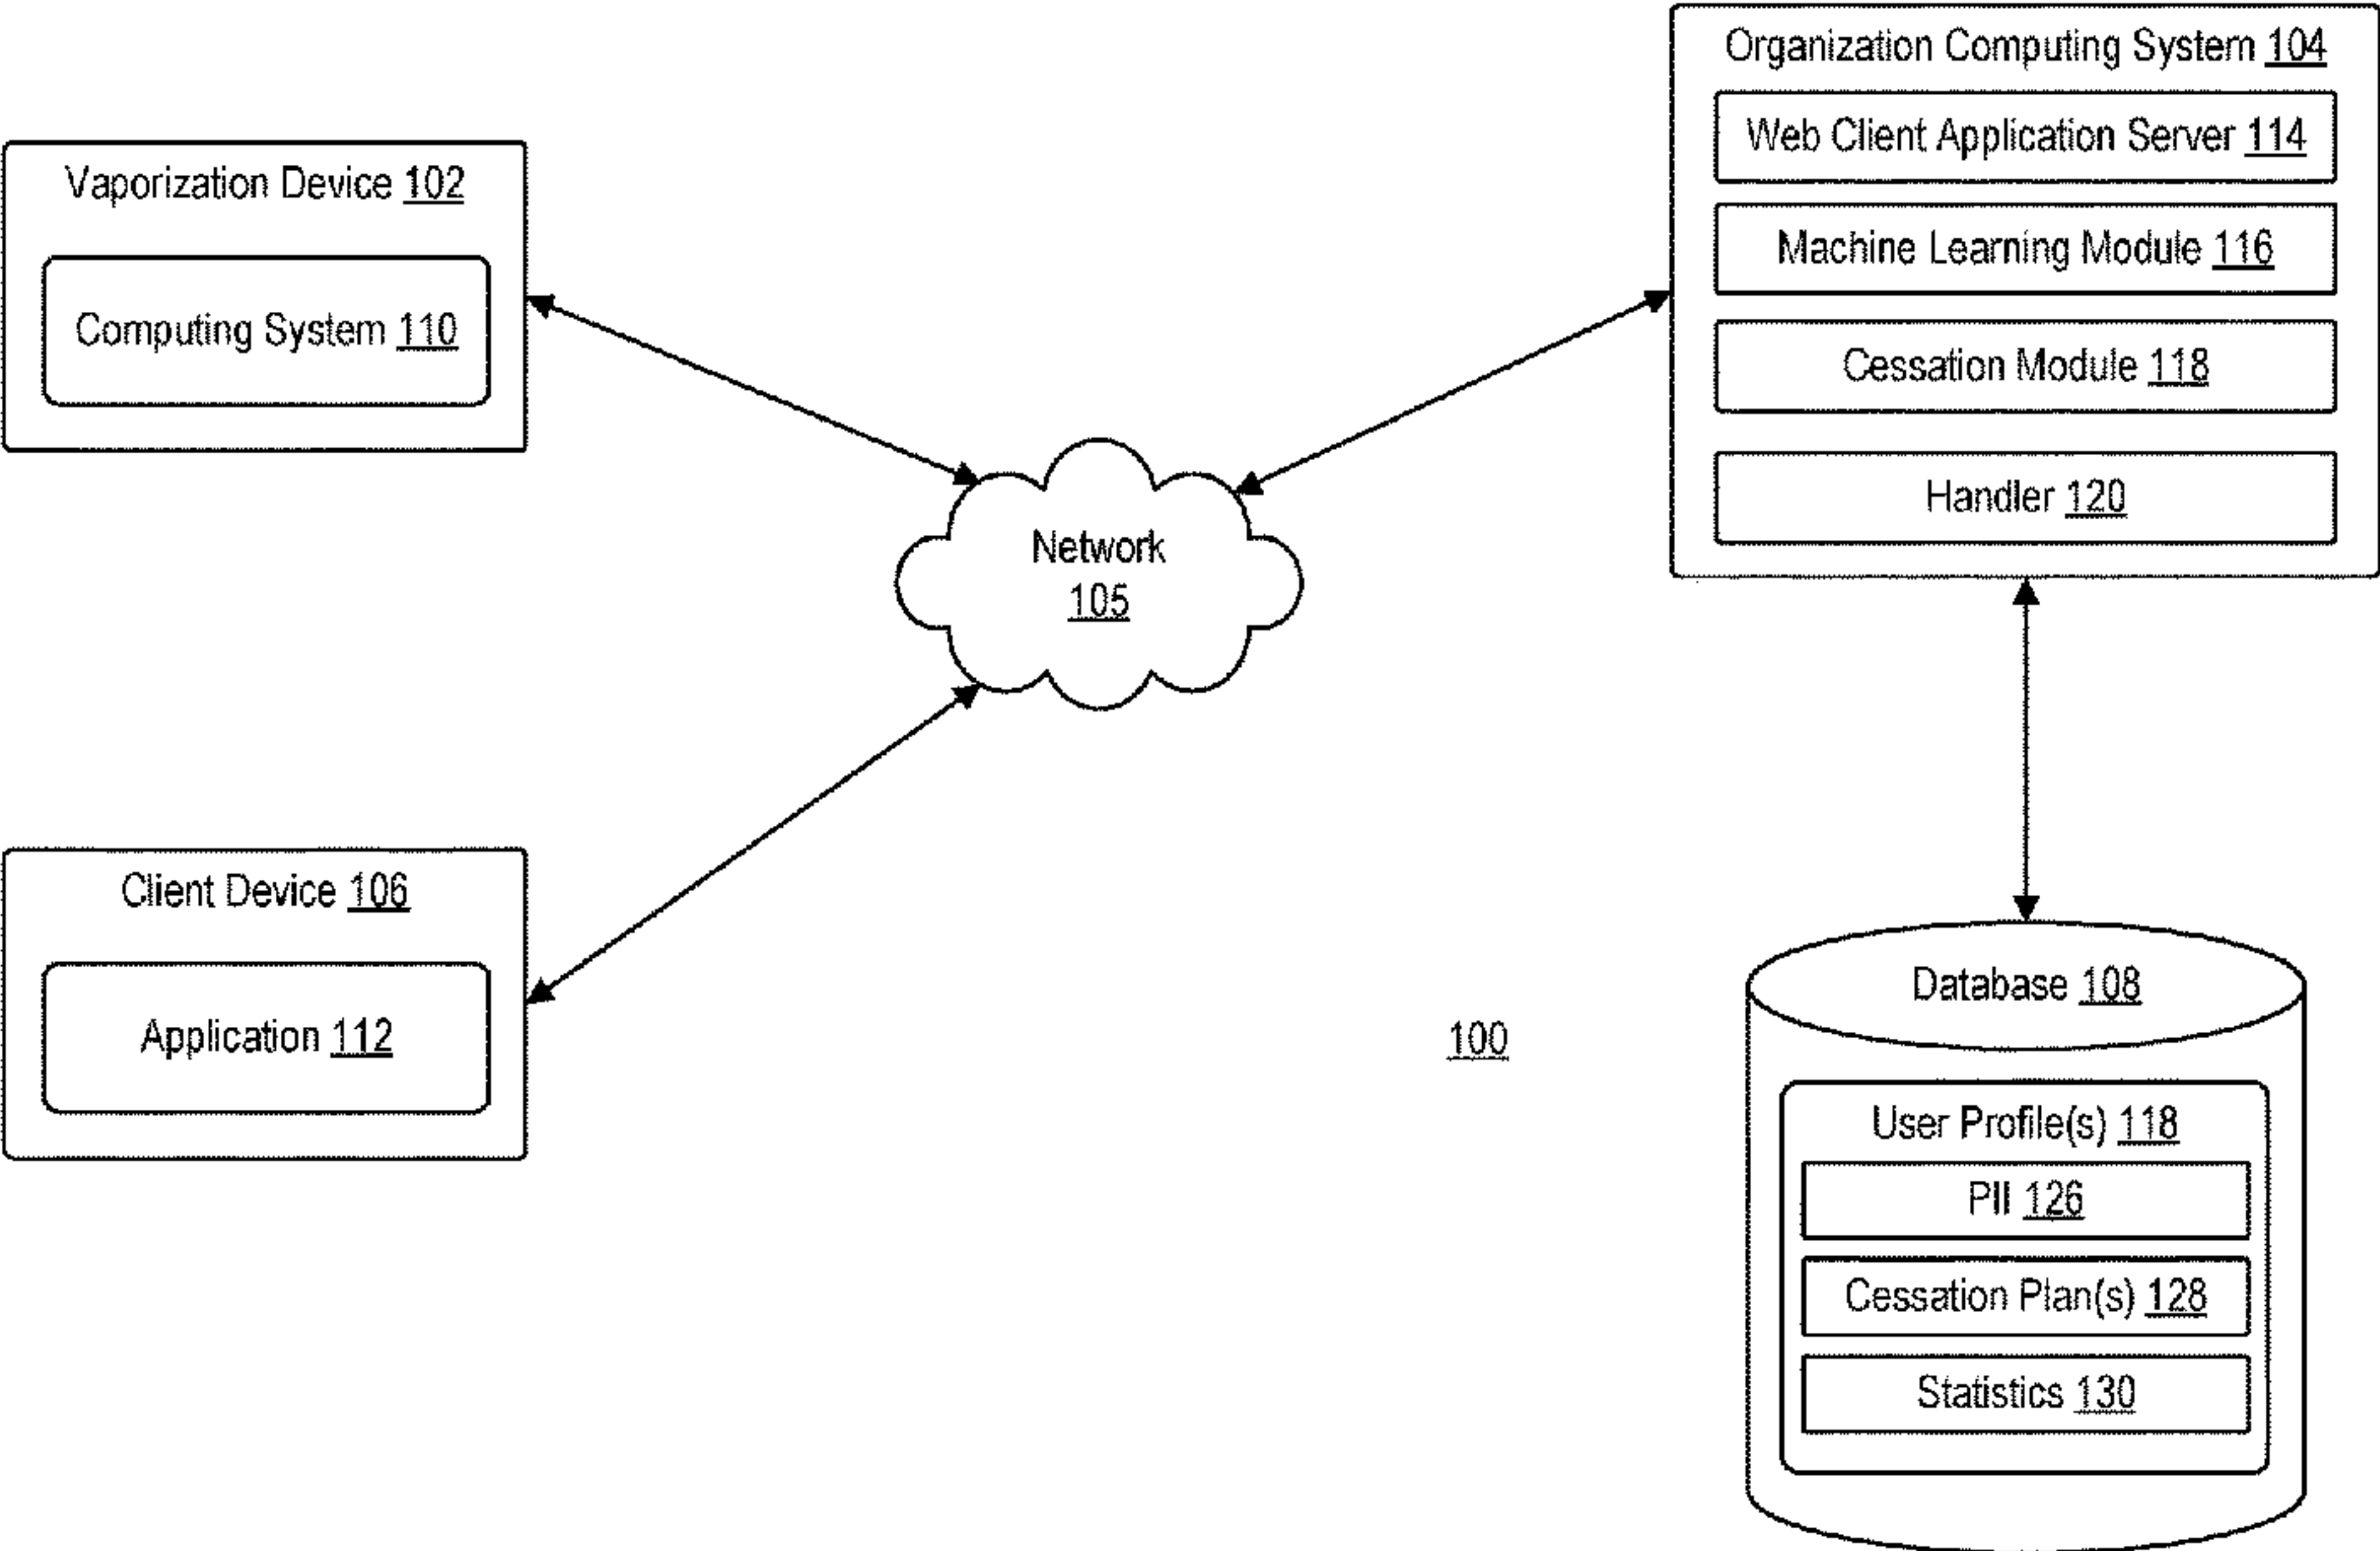 Organization Computing System 104
Web Client Application Server 114
Machine Learning Module 116
Cessation Module 118
Handler 120
Vaporization Device 102
Computing System 110
Network
105
Client Device 106
Application 112
100
Database 108
User Profile(s) 118
PII 126
Cessation Plan(s) 128
Statistics 130